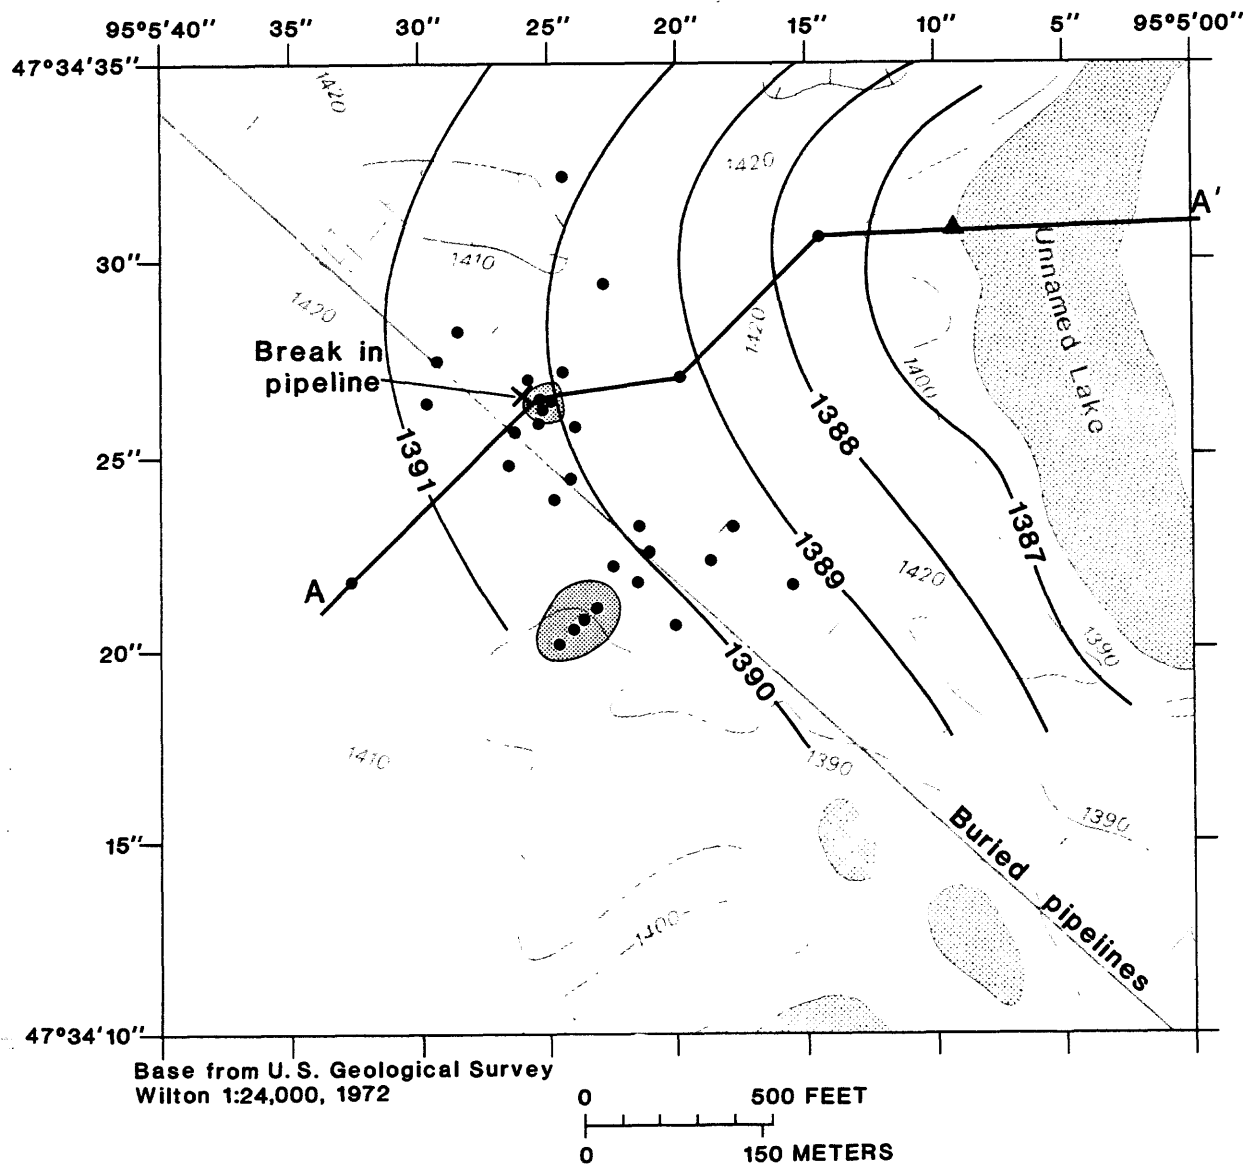 95°5′40″ 35″ 30″ 25″ 20″ 15″ 10″ 5″ 95°5′00″
47°34′35″
1420
1420
A′
30″
1410
Unnamed Lake
1420
1420
Break in
pipeline
1400
1388
1391
25″
1387
1389
1420
A
1390
20″
1390
1410
1390
1390
Buried pipelines
15″
1400
47°34′10″
Base from U.S. Geological Survey
Wilton 1:24,000, 1972
0 500 FEET
0 150 METERS